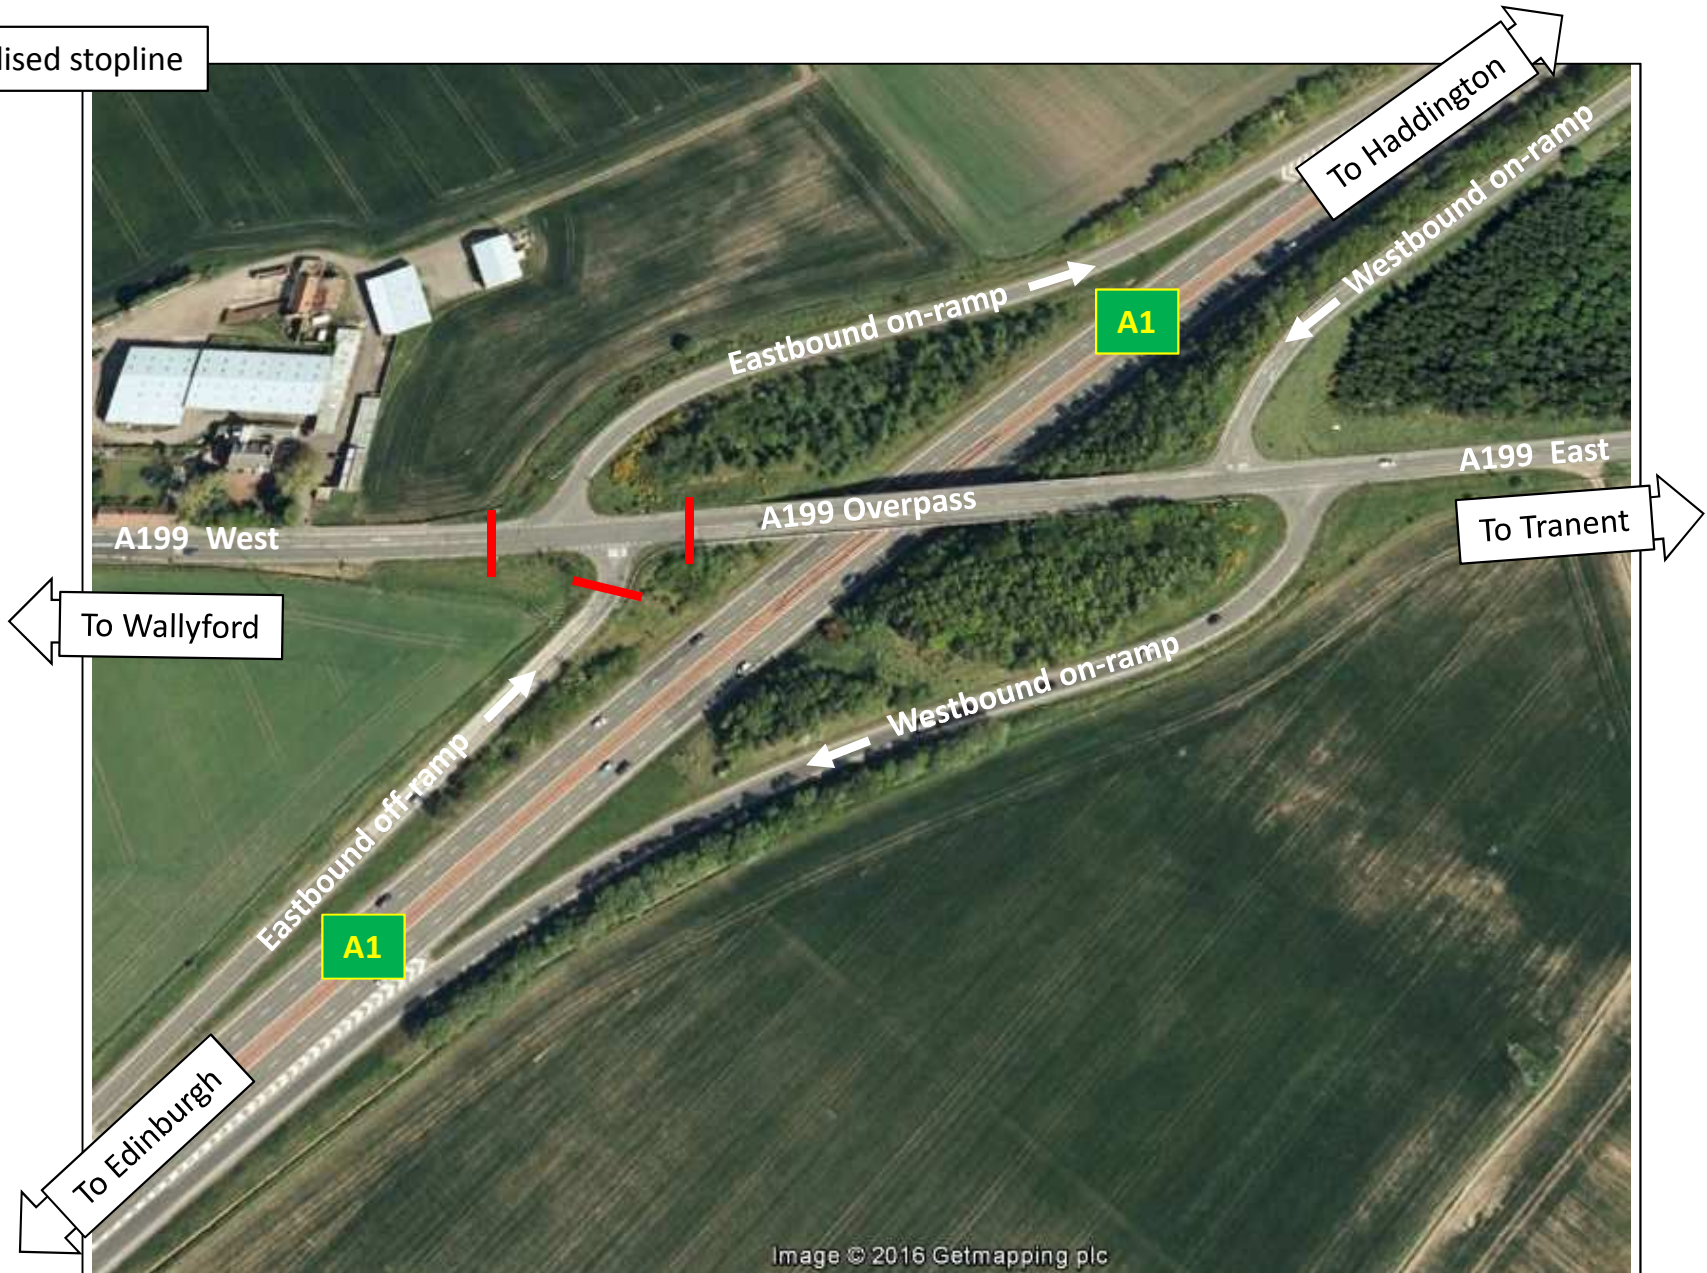 lised stopline
To Haddington
Westbound on-ramp
Eastbound on-ramp
A1
A199 East
A199 Overpass
To Tranent
A199 West
To Wallyford
Westbound on-ramp
Eastbound off-ramp
A1
To Edinburgh
Image © 2016 Getmapping plc